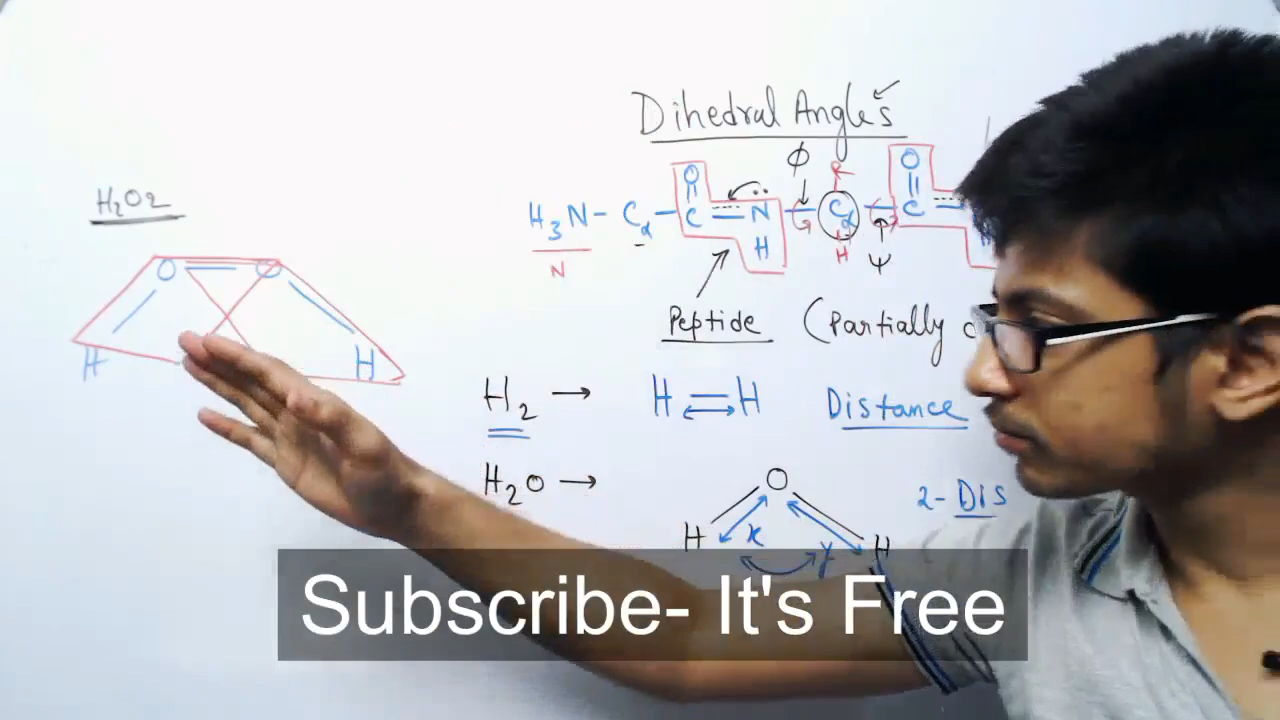 Dihedral Angles
H2O2
O O
H H
O
R
O
ϕ
H3N - Cα - C = N - Cα - C
H
H
N
ψ
Peptide (Partially
H2 → H H Distance
H2O → O 2- Dis
H x y H
Subscribe- It's Free